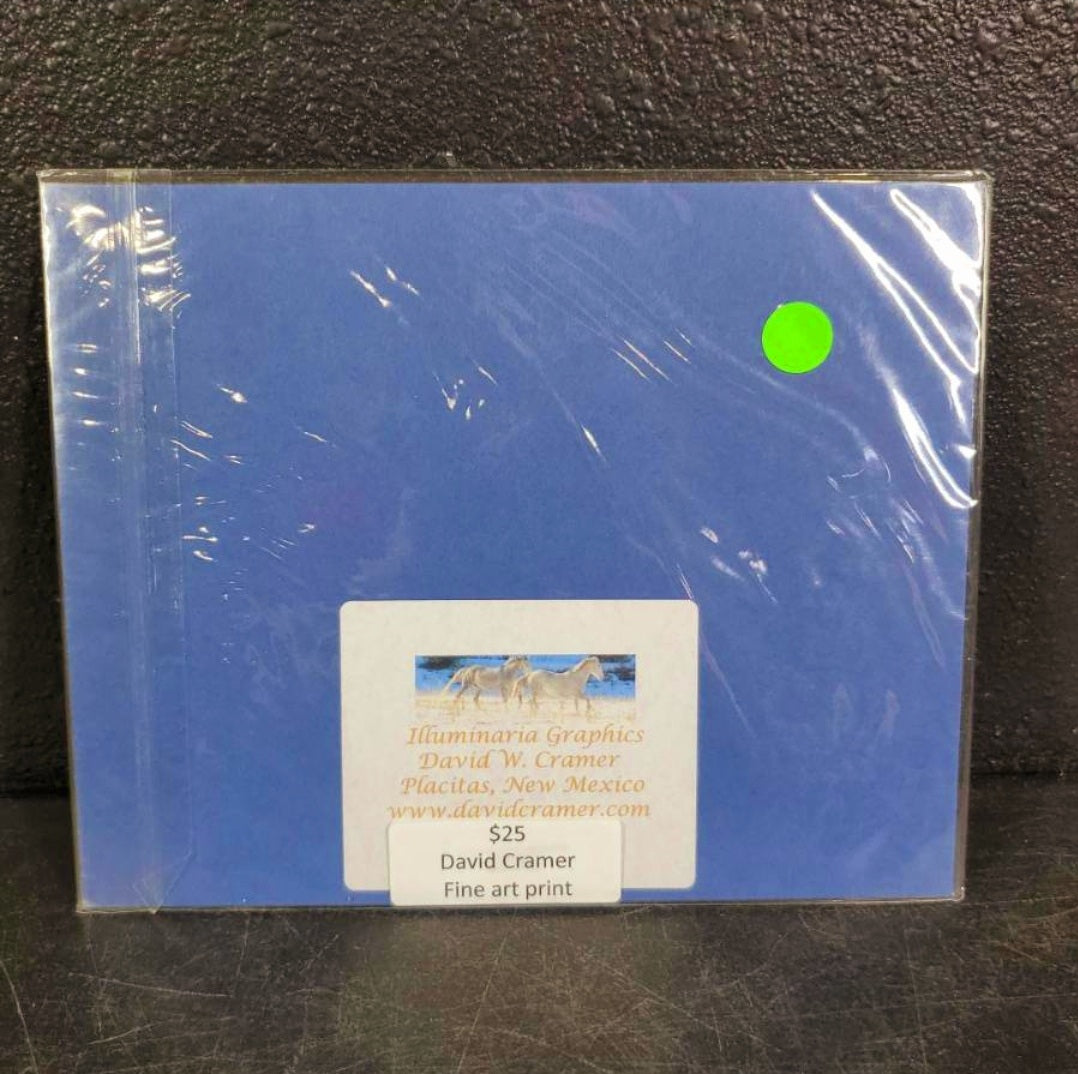 Illuminaria Graphics
David W. Cramer
Placitas, New Mexico
www.davidcramer.com
$25
David Cramer
Fine art print